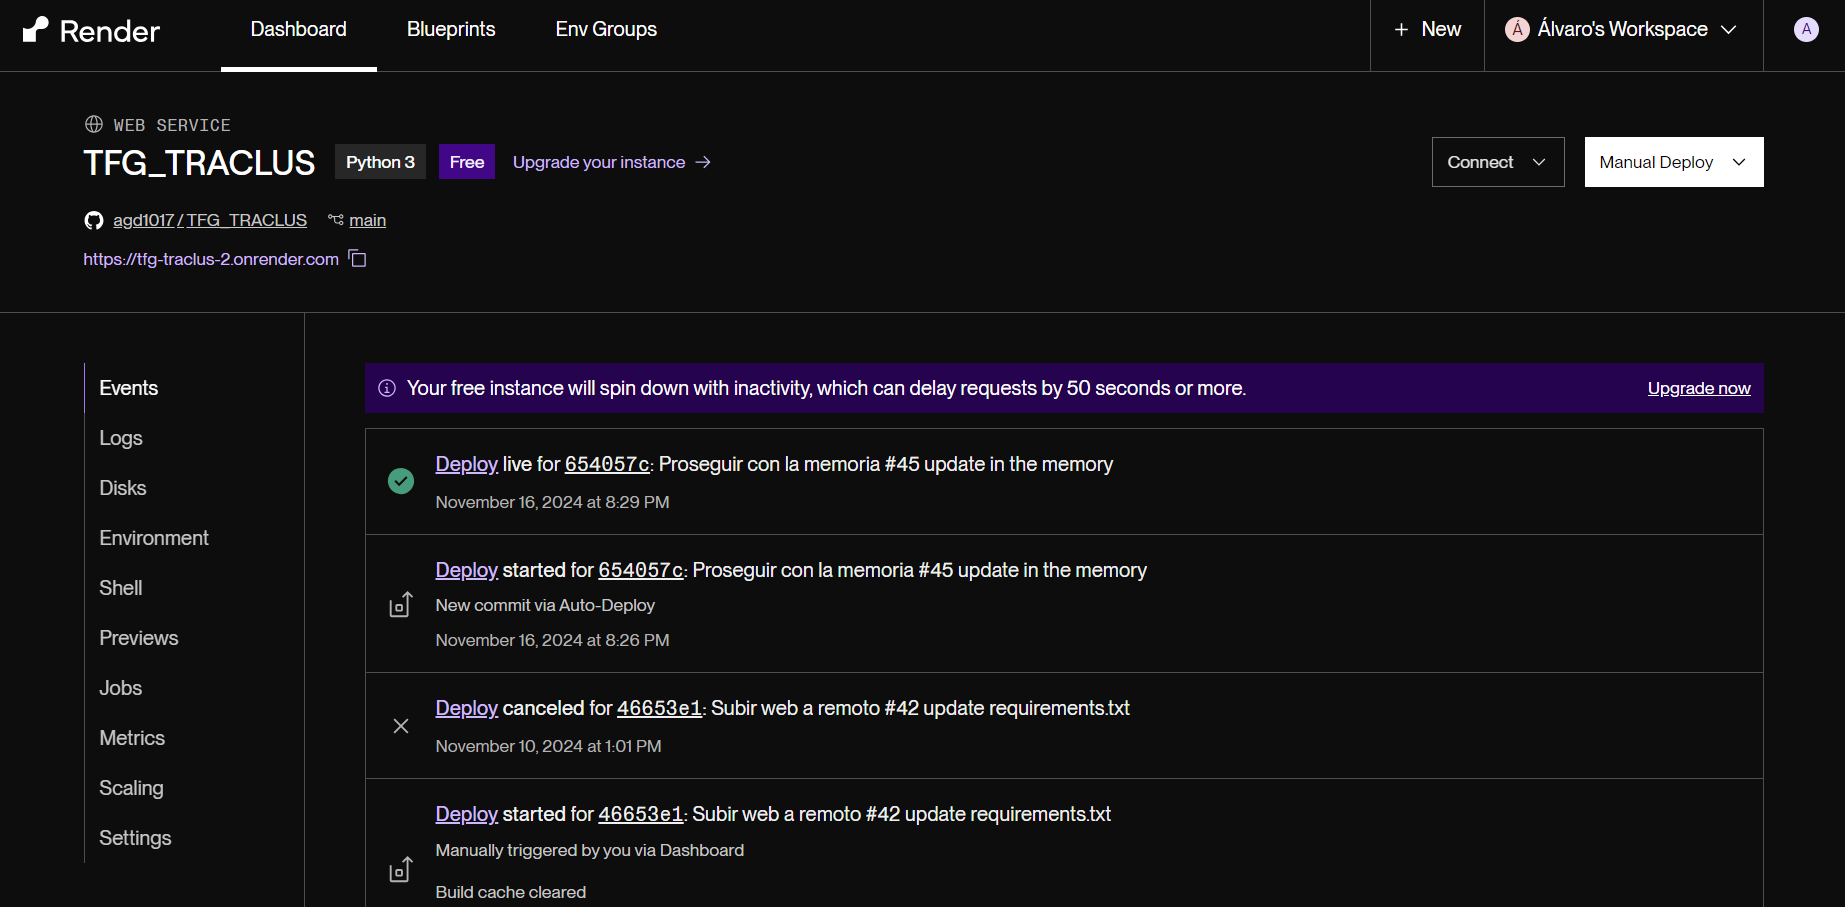 Render Dashboard Blueprints Env Groups + New Á Álvaro's Workspace A
WEB SERVICE
TFG_TRACLUS Python 3 Free Upgrade your instance → Connect Manual Deploy
agd1017/TFG_TRACLUS main
https://tfg-traclus-2.onrender.com
Events
Logs
Disks
Environment
Shell
Previews
Jobs
Metrics
Scaling
Settings
Your free instance will spin down with inactivity, which can delay requests by 50 seconds or more. Upgrade now
Deploy live for 654057c: Proseguir con la memoria #45 update in the memory
November 16, 2024 at 8:29 PM
Deploy started for 654057c: Proseguir con la memoria #45 update in the memory
New commit via Auto-Deploy
November 16, 2024 at 8:26 PM
Deploy canceled for 46653e1: Subir web a remoto #42 update requirements.txt
November 10, 2024 at 1:01 PM
Deploy started for 46653e1: Subir web a remoto #42 update requirements.txt
Manually triggered by you via Dashboard
Build cache cleared